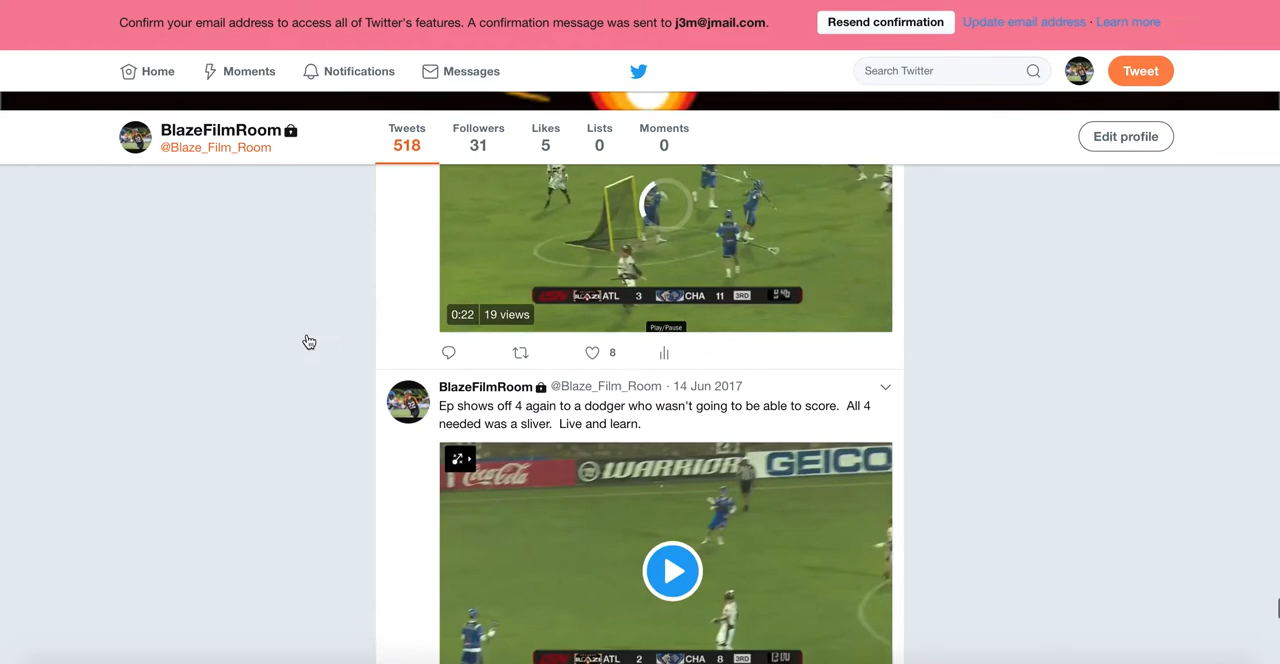 Confirm your email address to access all of Twitter's features. A confirmation message was sent to j3m@jmail.com.
Resend confirmation
Update email address · Learn more
Home
Moments
Notifications
Messages
Search Twitter
Tweet
BlazeFilmRoom
@Blaze_Film_Room
Tweets
518
Followers
31
Likes
5
Lists
0
Moments
0
Edit profile
BLAZE ATL 3 CHA 11 3RD
0:22 19 views
Play/Pause
8
BlazeFilmRoom @Blaze_Film_Room · 14 Jun 2017
Ep shows off 4 again to a dodger who wasn't going to be able to score. All 4
needed was a sliver. Live and learn.
Coca-Cola WARRIOR GEICO
BLAZE ATL 2 CHA 8 3RD